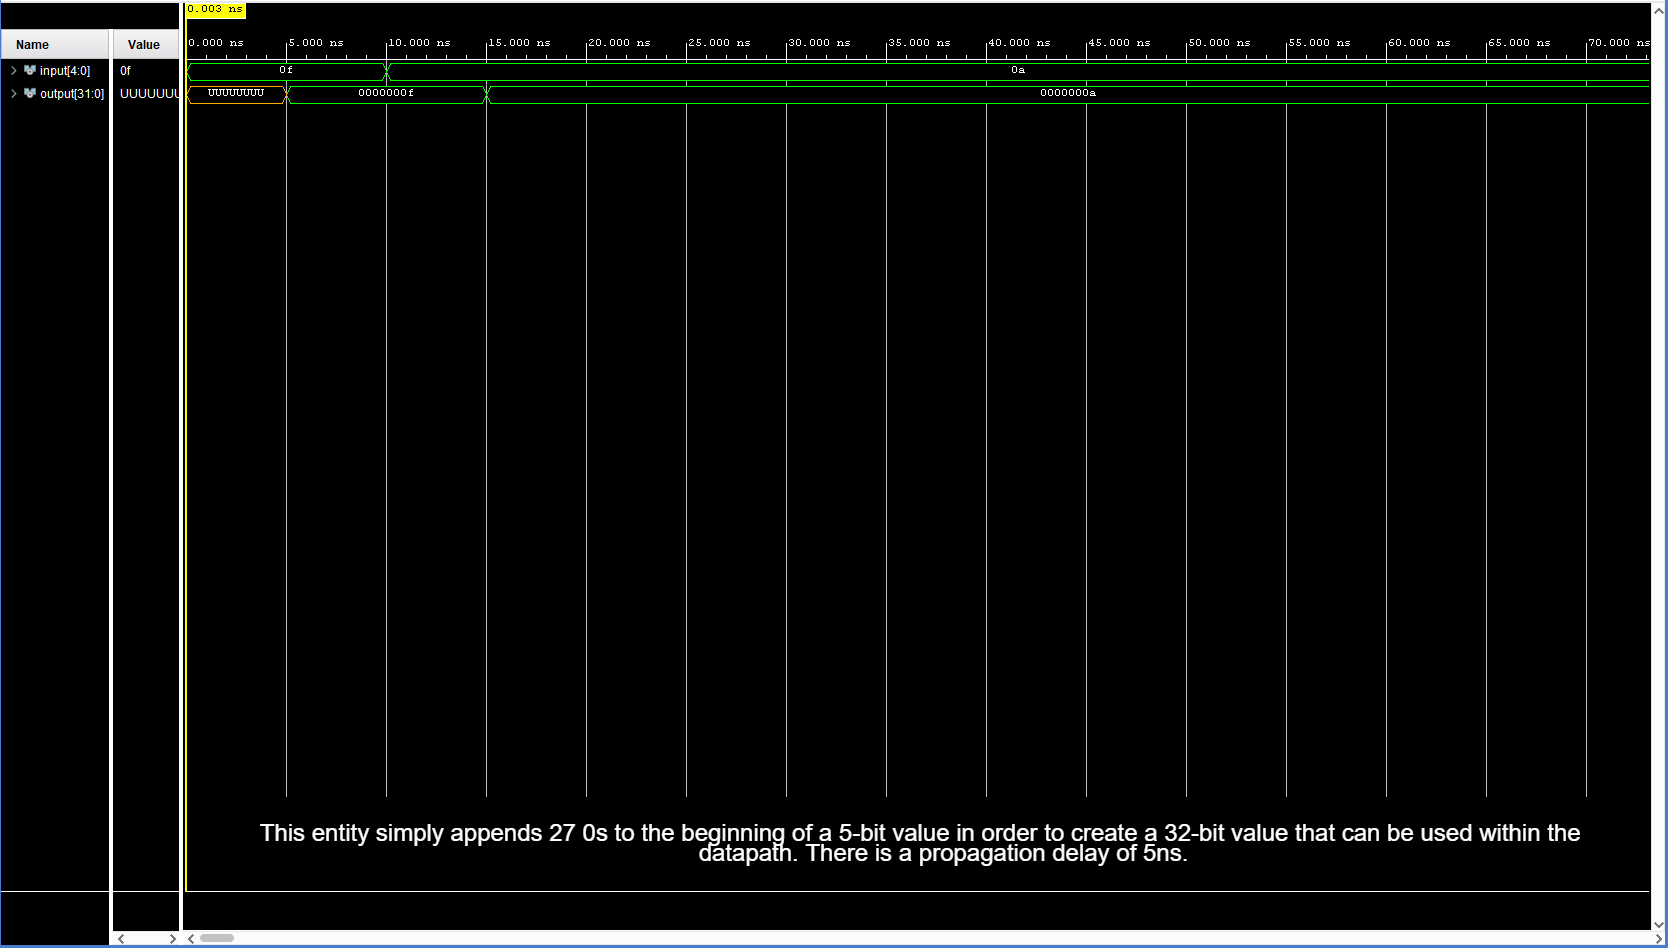 0.003 ns
Name Value
0.000 ns 5.000 ns 10.000 ns 15.000 ns 20.000 ns 25.000 ns 30.000 ns 35.000 ns 40.000 ns 45.000 ns 50.000 ns 55.000 ns 60.000 ns 65.000 ns 70.000 ns
input[4:0] 0f 0f 0a
output[31:0] UUUUUUU UUUUUUUU 0000000f 0000000a
This entity simply appends 27 0s to the beginning of a 5-bit value in order to create a 32-bit value that can be used within the
datapath. There is a propagation delay of 5ns.